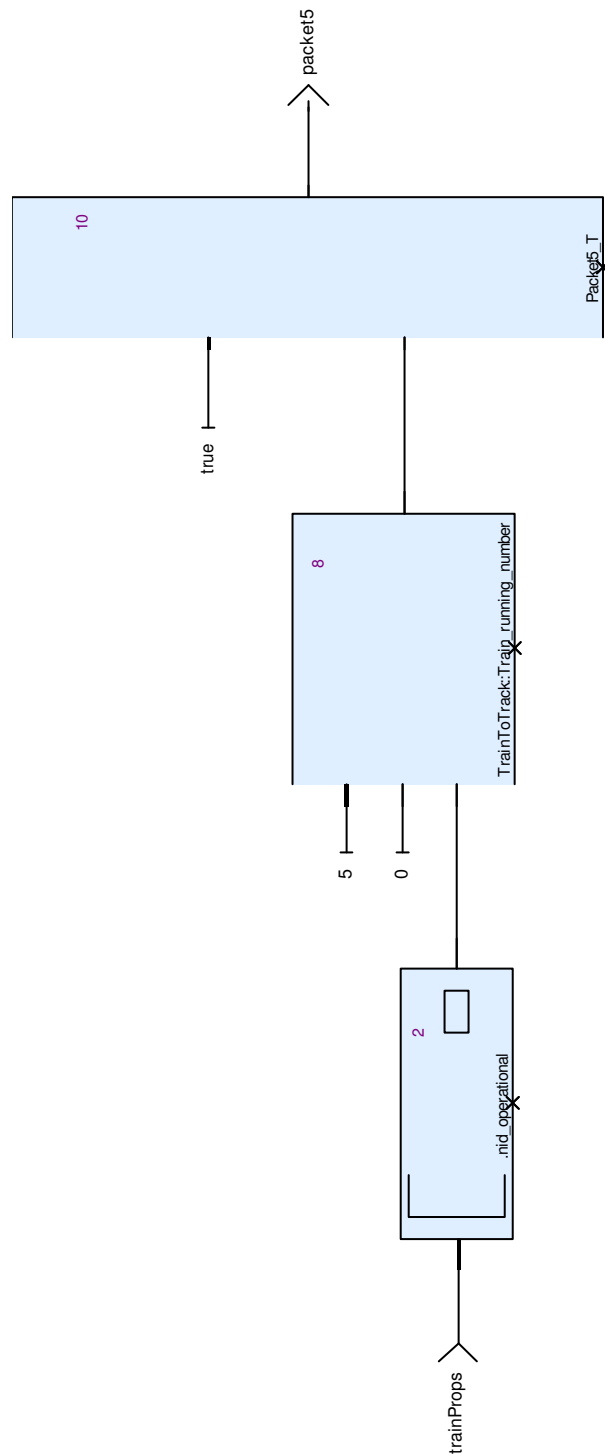 10
true
packet5
8
5
0
2
trainProps
.nid_operational
TrainToTrack::Train_running_number
Packet5_T